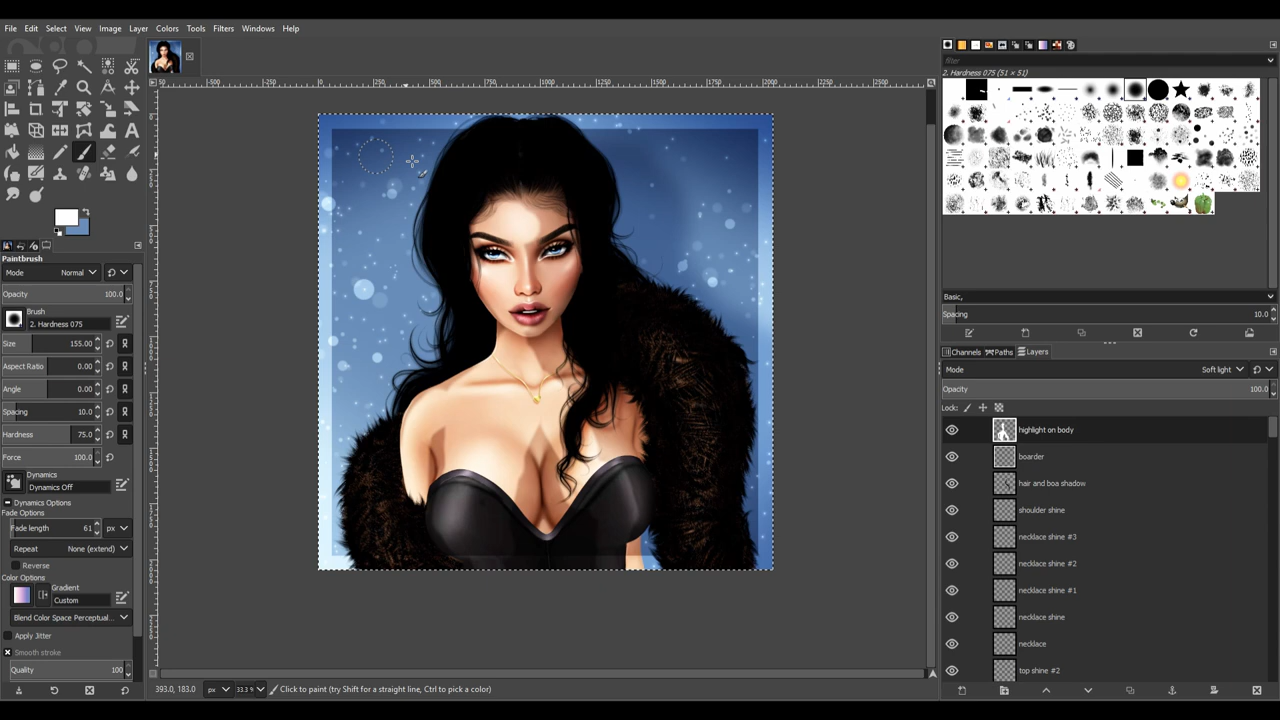 File Edit Select View Image Layer Colors Tools Filters Windows Help
filter
2. Hardness 075 (51 × 51)
Paintbrush
Mode Normal
Opacity 100.0
Brush
2. Hardness 075
Size 155.00
Aspect Ratio 0.00
Angle 0.00
Spacing 10.0
Hardness 75.0
Force 100.0
Dynamics
Dynamics Off
Dynamics Options
Fade Options
Fade length 61 px
Repeat None (extend)
Reverse
Color Options
Gradient
Custom
Blend Color Space Perceptual...
Apply Jitter
Smooth stroke
Quality 100
393.0, 183.0 px 33.3 % Click to paint (try Shift for a straight line, Ctrl to pick a color)
Basic,
Spacing 10.0
Channels Paths Layers
Mode Soft light
Opacity 100.0
Lock:
highlight on body
boarder
hair and boa shadow
shoulder shine
necklace shine #3
necklace shine #2
necklace shine #1
necklace shine
necklace
top shine #2